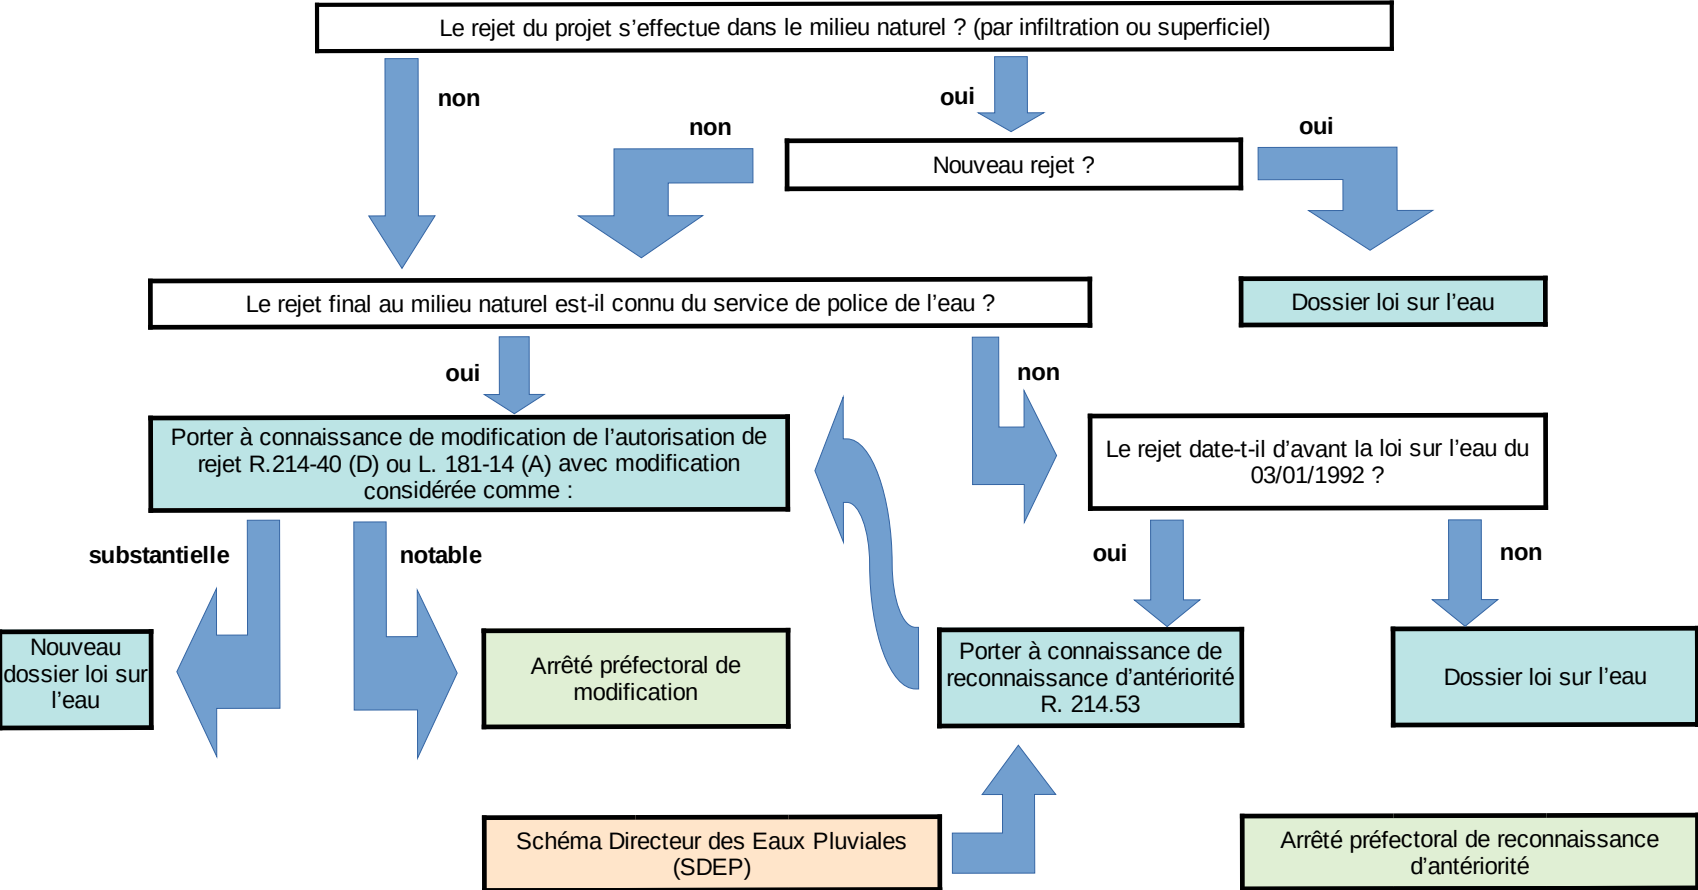 Le rejet du projet s’effectue dans le milieu naturel ? (par infiltration ou superficiel)
non
oui
non
oui
Nouveau rejet ?
Le rejet final au milieu naturel est-il connu du service de police de l’eau ?
Dossier loi sur l’eau
oui
non
Porter à connaissance de modification de l’autorisation de
rejet R.214-40 (D) ou L. 181-14 (A) avec modification
considérée comme :
Le rejet date-t-il d’avant la loi sur l’eau du
03/01/1992 ?
substantielle
notable
oui
non
Nouveau
dossier loi sur
l’eau
Arrêté préfectoral de
modification
Porter à connaissance de
reconnaissance d’antériorité
R. 214.53
Dossier loi sur l’eau
Schéma Directeur des Eaux Pluviales
(SDEP)
Arrêté préfectoral de reconnaissance
d’antériorité